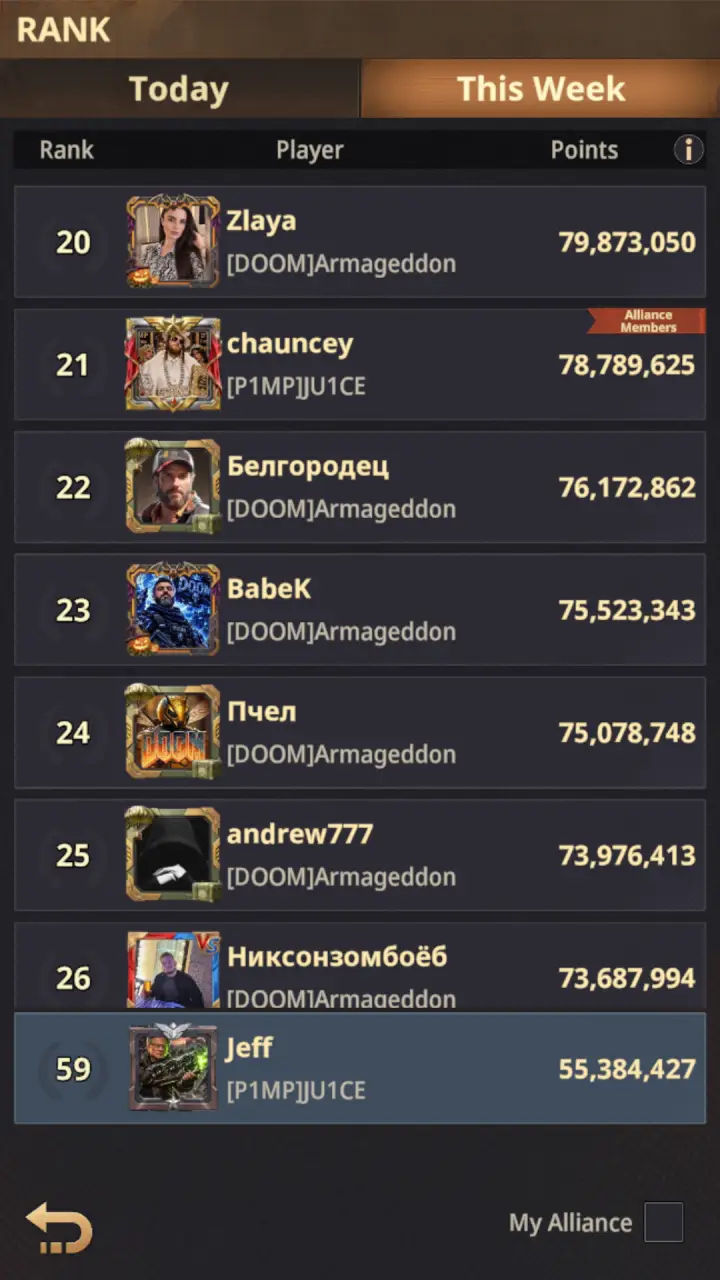 RANK
Today
This Week
Rank
Player
Points
i
20
Zlaya
[DOOM]Armageddon
79,873,050
Alliance
Members
21
chauncey
[P1MP]JU1CE
78,789,625
22
Белгородец
[DOOM]Armageddon
76,172,862
23
BabeK
[DOOM]Armageddon
75,523,343
24
DOOM
Пчел
[DOOM]Armageddon
75,078,748
25
andrew777
[DOOM]Armageddon
73,976,413
26
VS
Никсонзомбоёб
[DOOM]Armageddon
73,687,994
59
Jeff
[P1MP]JU1CE
55,384,427
My Alliance